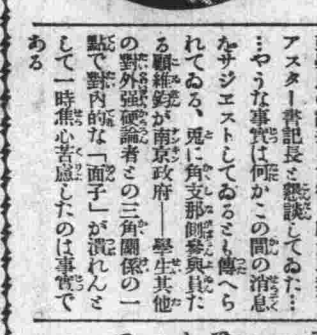 アスター書記長と懇談してゐた…
…やうな事實は何かこの間の消息
をサジエストしてゐるとも傳へら
れてゐる、兎に角支那側參與員た
る顧維鈞が南京政府――學生其他
の對外强硬論者との三角關係の一
點で對内的な「面子」が潰れんと
して一時焦心苦慮したのは事實で
ある